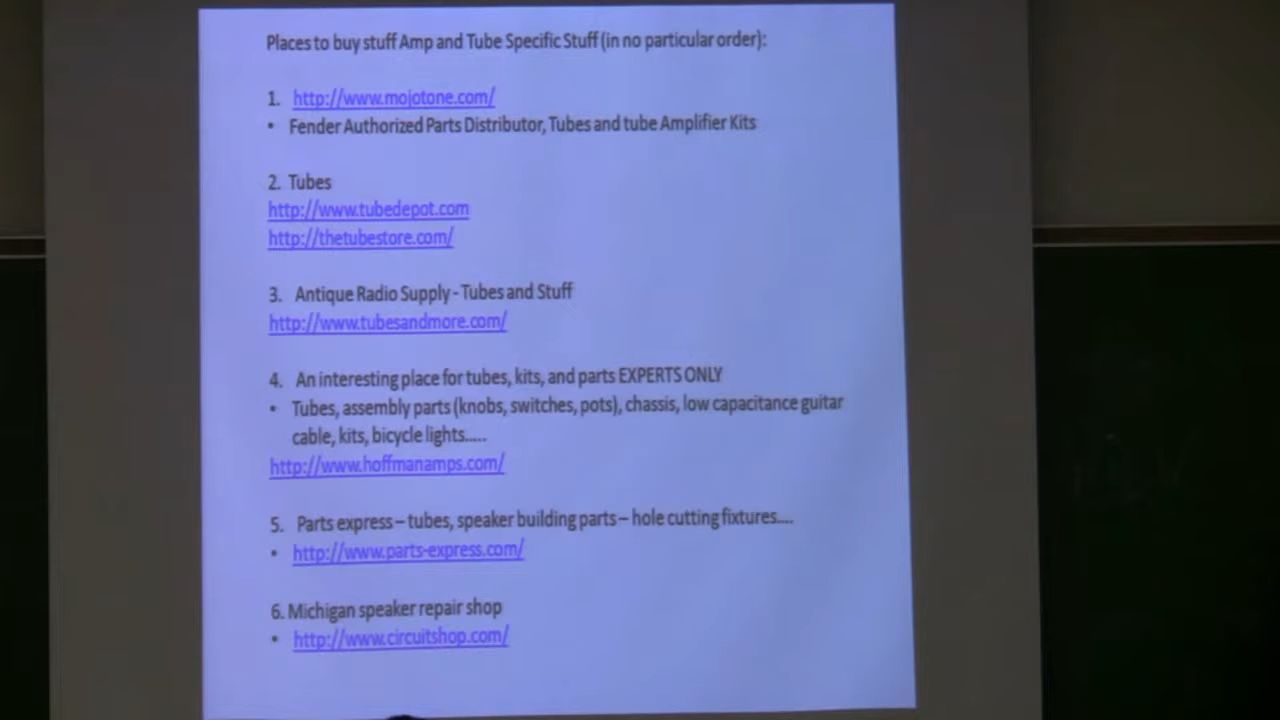 Places to buy stuff Amp and Tube Specific Stuff (in no particular order):
1. http://www.mojotone.com/
• Fender Authorized Parts Distributor, Tubes and tube Amplifier Kits
2. Tubes
http://www.tubedepot.com
http://thetubestore.com/
3. Antique Radio Supply - Tubes and Stuff
http://www.tubesandmore.com/
4. An interesting place for tubes, kits, and parts EXPERTS ONLY
• Tubes, assembly parts (knobs, switches, pots), chassis, low capacitance guitar
cable, kits, bicycle lights.....
http://www.hoffmanamps.com/
5. Parts express – tubes, speaker building parts – hole cutting fixtures....
• http://www.parts-express.com/
6. Michigan speaker repair shop
• http://www.circuitshop.com/